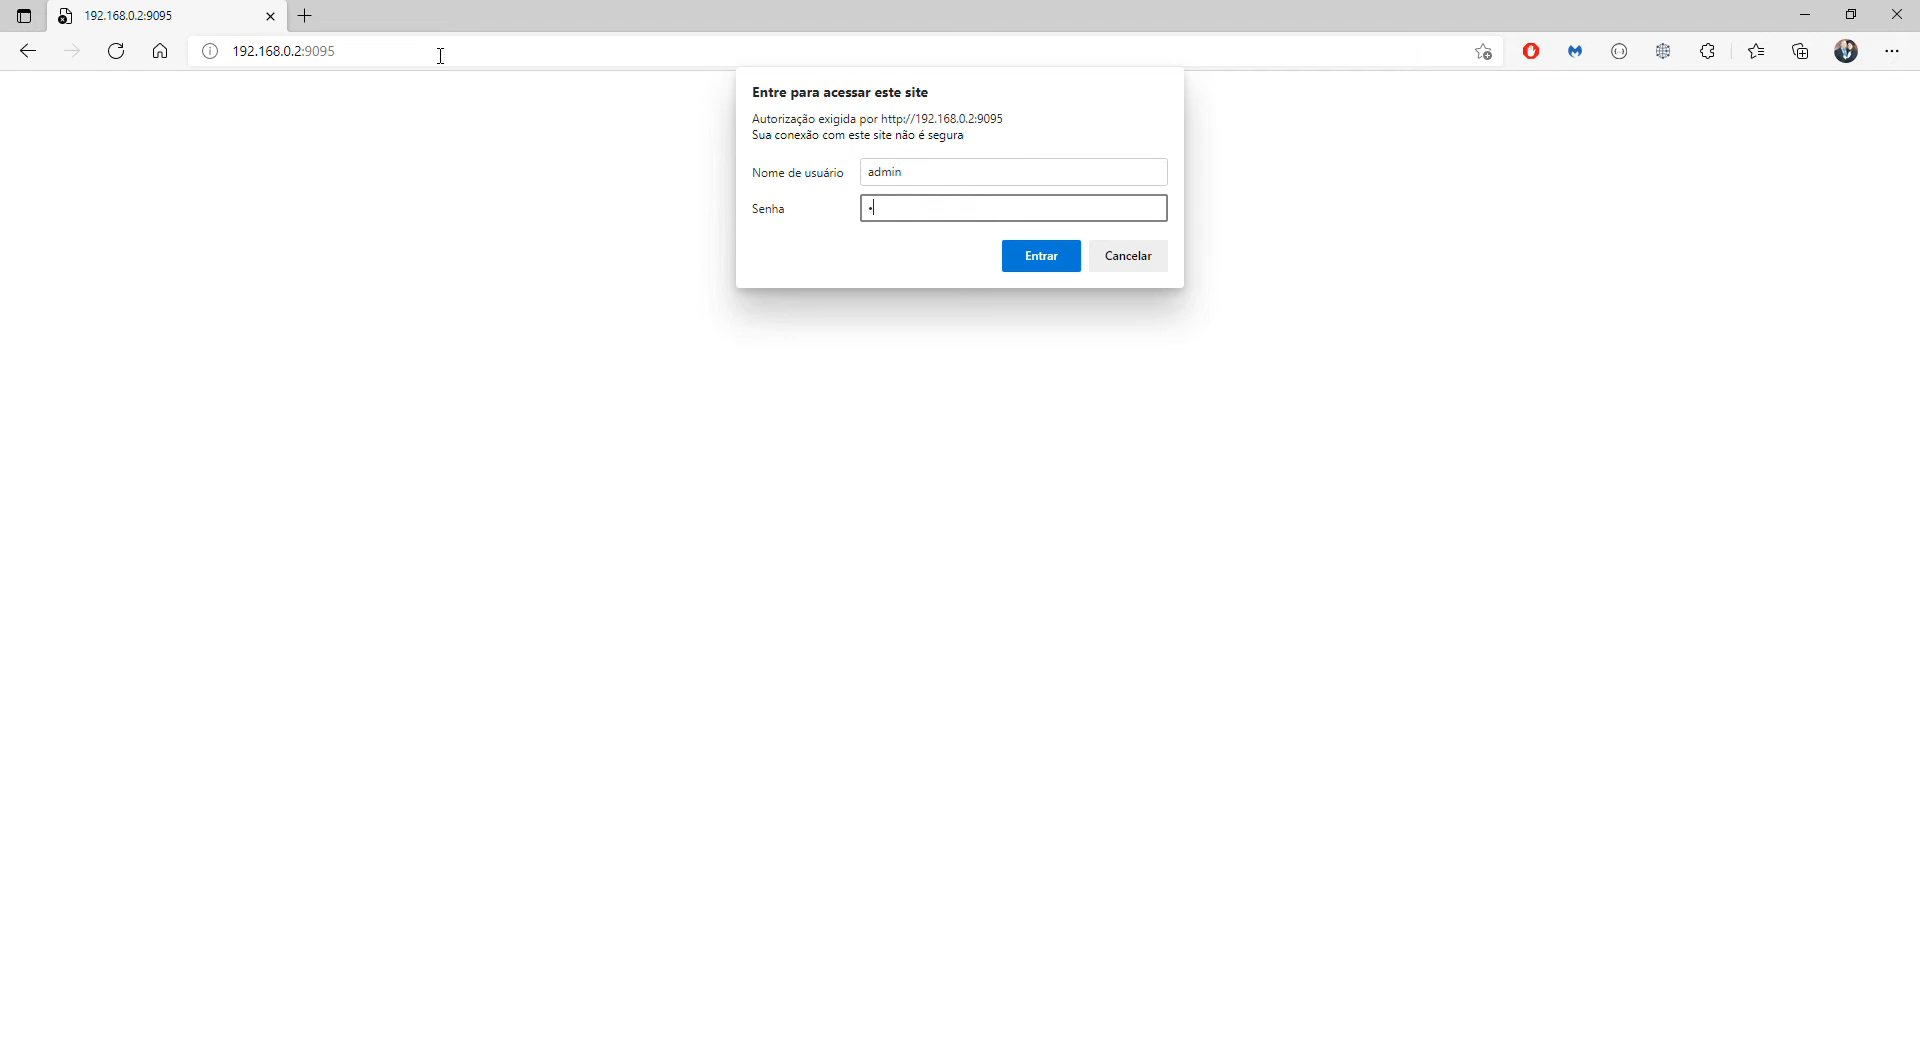 192.168.0.2:9095
192.168.0.2:9095
Entre para acessar este site
Autorização exigida por http://192.168.0.2:9095
Sua conexão com este site não é segura
Nome de usuário admin
Senha •
Entrar Cancelar